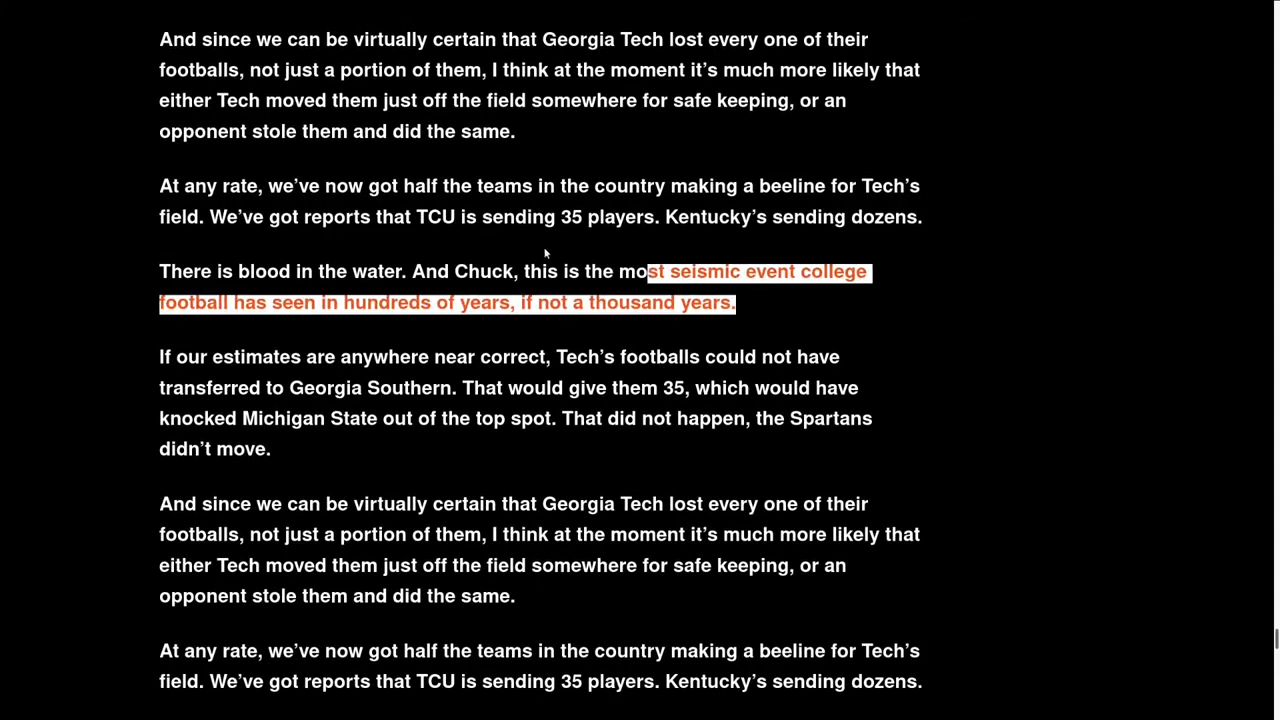 And since we can be virtually certain that Georgia Tech lost every one of their
footballs, not just a portion of them, I think at the moment it’s much more likely that
either Tech moved them just off the field somewhere for safe keeping, or an
opponent stole them and did the same.
At any rate, we’ve now got half the teams in the country making a beeline for Tech’s
field. We’ve got reports that TCU is sending 35 players. Kentucky’s sending dozens.
There is blood in the water. And Chuck, this is the most seismic event college
football has seen in hundreds of years, if not a thousand years.
If our estimates are anywhere near correct, Tech’s footballs could not have
transferred to Georgia Southern. That would give them 35, which would have
knocked Michigan State out of the top spot. That did not happen, the Spartans
didn’t move.
And since we can be virtually certain that Georgia Tech lost every one of their
footballs, not just a portion of them, I think at the moment it’s much more likely that
either Tech moved them just off the field somewhere for safe keeping, or an
opponent stole them and did the same.
At any rate, we’ve now got half the teams in the country making a beeline for Tech’s
field. We’ve got reports that TCU is sending 35 players. Kentucky’s sending dozens.